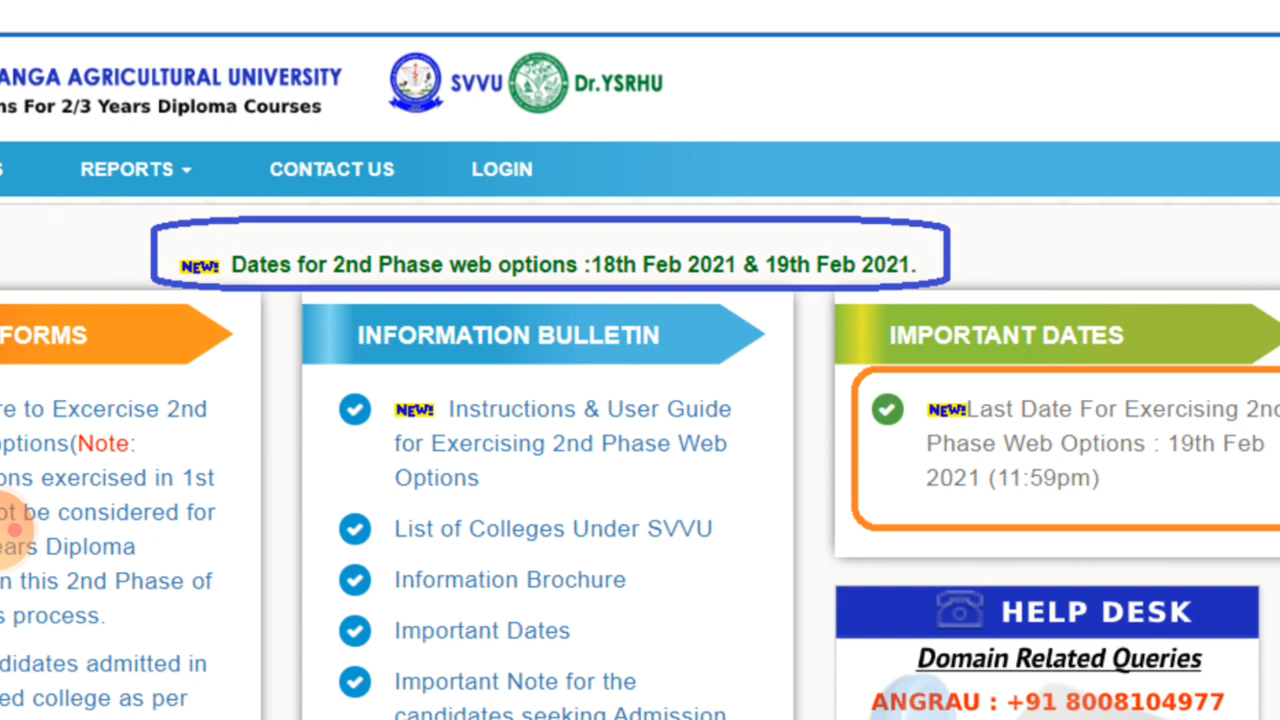 ANGA AGRICULTURAL UNIVERSITY
ns For 2/3 Years Diploma Courses
SVVU
Dr.YSRHU
S REPORTS CONTACT US LOGIN
NEW! Dates for 2nd Phase web options :18th Feb 2021 & 19th Feb 2021.
FORMS
re to Excercise 2nd
ptions(Note:
ons exercised in 1st
ot be considered for
ears Diploma
n this 2nd Phase of
s process.
didates admitted in
ed college as per
INFORMATION BULLETIN
NEW! Instructions & User Guide
for Exercising 2nd Phase Web
Options
List of Colleges Under SVVU
Information Brochure
Important Dates
Important Note for the
candidates seeking Admission
IMPORTANT DATES
NEW!Last Date For Exercising 2nd
Phase Web Options : 19th Feb
2021 (11:59pm)
HELP DESK
Domain Related Queries
ANGRAU : +91 8008104977